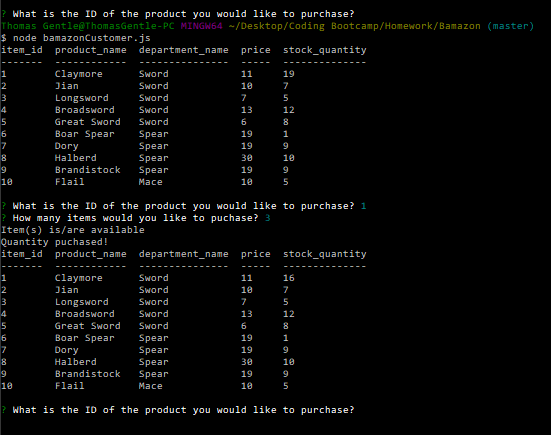 ? What is the ID of the product you would like to purchase?
Thomas Gentle@ThomasGentle-PC MINGW64 ~/Desktop/Coding Bootcamp/Homework/Bamazon (master)
$ node bamazonCustomer.js
item_id  product_name  department_name  price  stock_quantity
-------  ------------  ---------------  -----  --------------
1        Claymore      Sword            11     19
2        Jian          Sword            10     7
3        Longsword     Sword            7      5
4        Broadsword    Sword            13     12
5        Great Sword   Sword            6      8
6        Boar Spear    Spear            19     1
7        Dory          Spear            19     9
8        Halberd       Spear            30     10
9        Brandistock   Spear            19     9
10       Flail         Mace             10     5
? What is the ID of the product you would like to purchase? 1
? How many items would you like to puchase? 3
Item(s) is/are available
Quantity puchased!
item_id  product_name  department_name  price  stock_quantity
-------  ------------  ---------------  -----  --------------
1        Claymore      Sword            11     16
2        Jian          Sword            10     7
3        Longsword     Sword            7      5
4        Broadsword    Sword            13     12
5        Great Sword   Sword            6      8
6        Boar Spear    Spear            19     1
7        Dory          Spear            19     9
8        Halberd       Spear            30     10
9        Brandistock   Spear            19     9
10       Flail         Mace             10     5
? What is the ID of the product you would like to purchase?